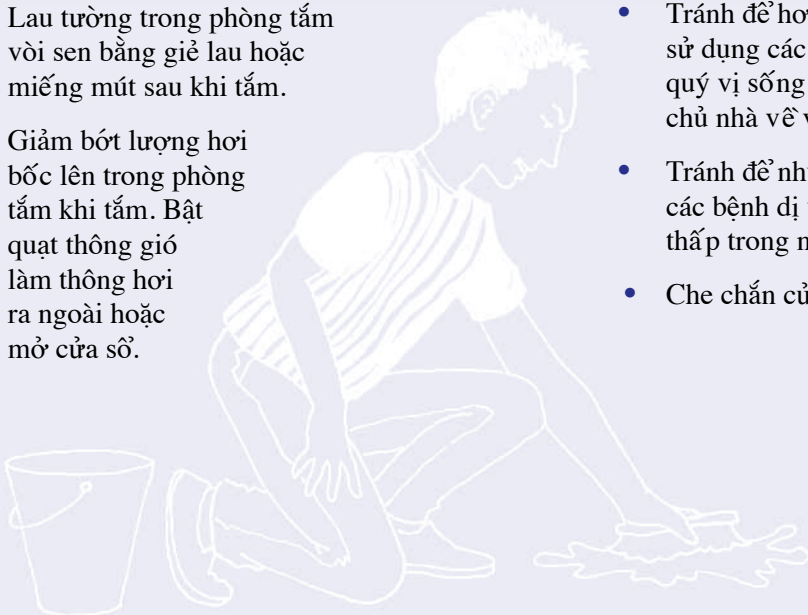 Lau tường trong phòng tắm
vòi sen bằng giẻ lau hoặc
miếng mút sau khi tắm.
Giảm bớt lượng hơi
bốc lên trong phòng
tắm khi tắm. Bật
quạt thông gió
làm thông hơi
ra ngoài hoặc
mở cửa sổ.
• Tránh để
sử dụng các
quý vị sống
chủ nhà về
• Tránh để
các bệnh dị
thấp trong
• Che chắn